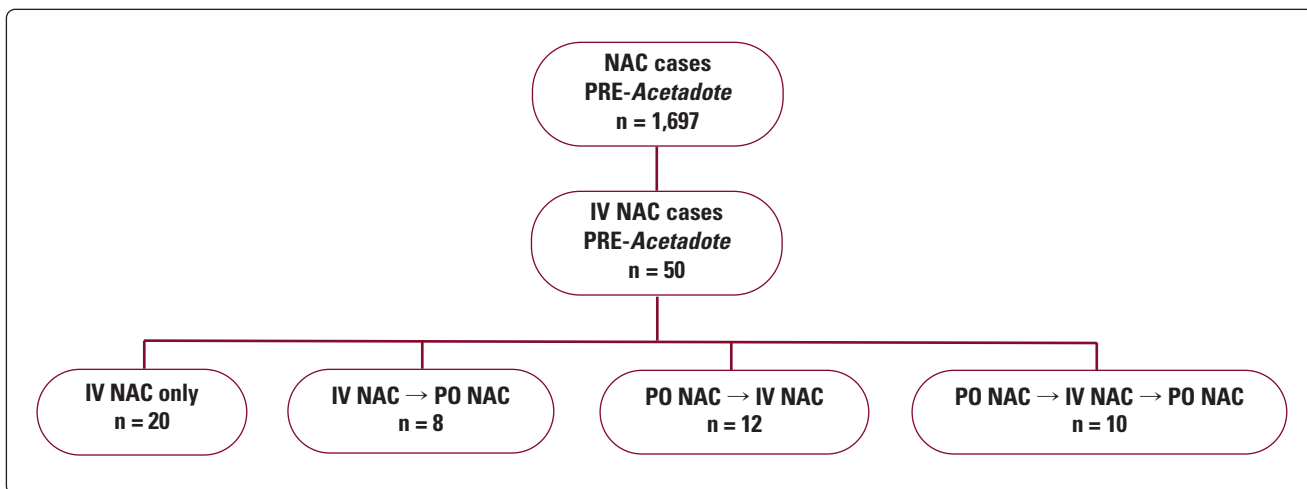 NAC cases
PRE-Acetadote
n = 1,697
IV NAC cases
PRE-Acetadote
n = 50
IV NAC only
n = 20
IV NAC → PO NAC
n = 8
PO NAC → IV NAC
n = 12
PO NAC → IV NAC → PO NAC
n = 10